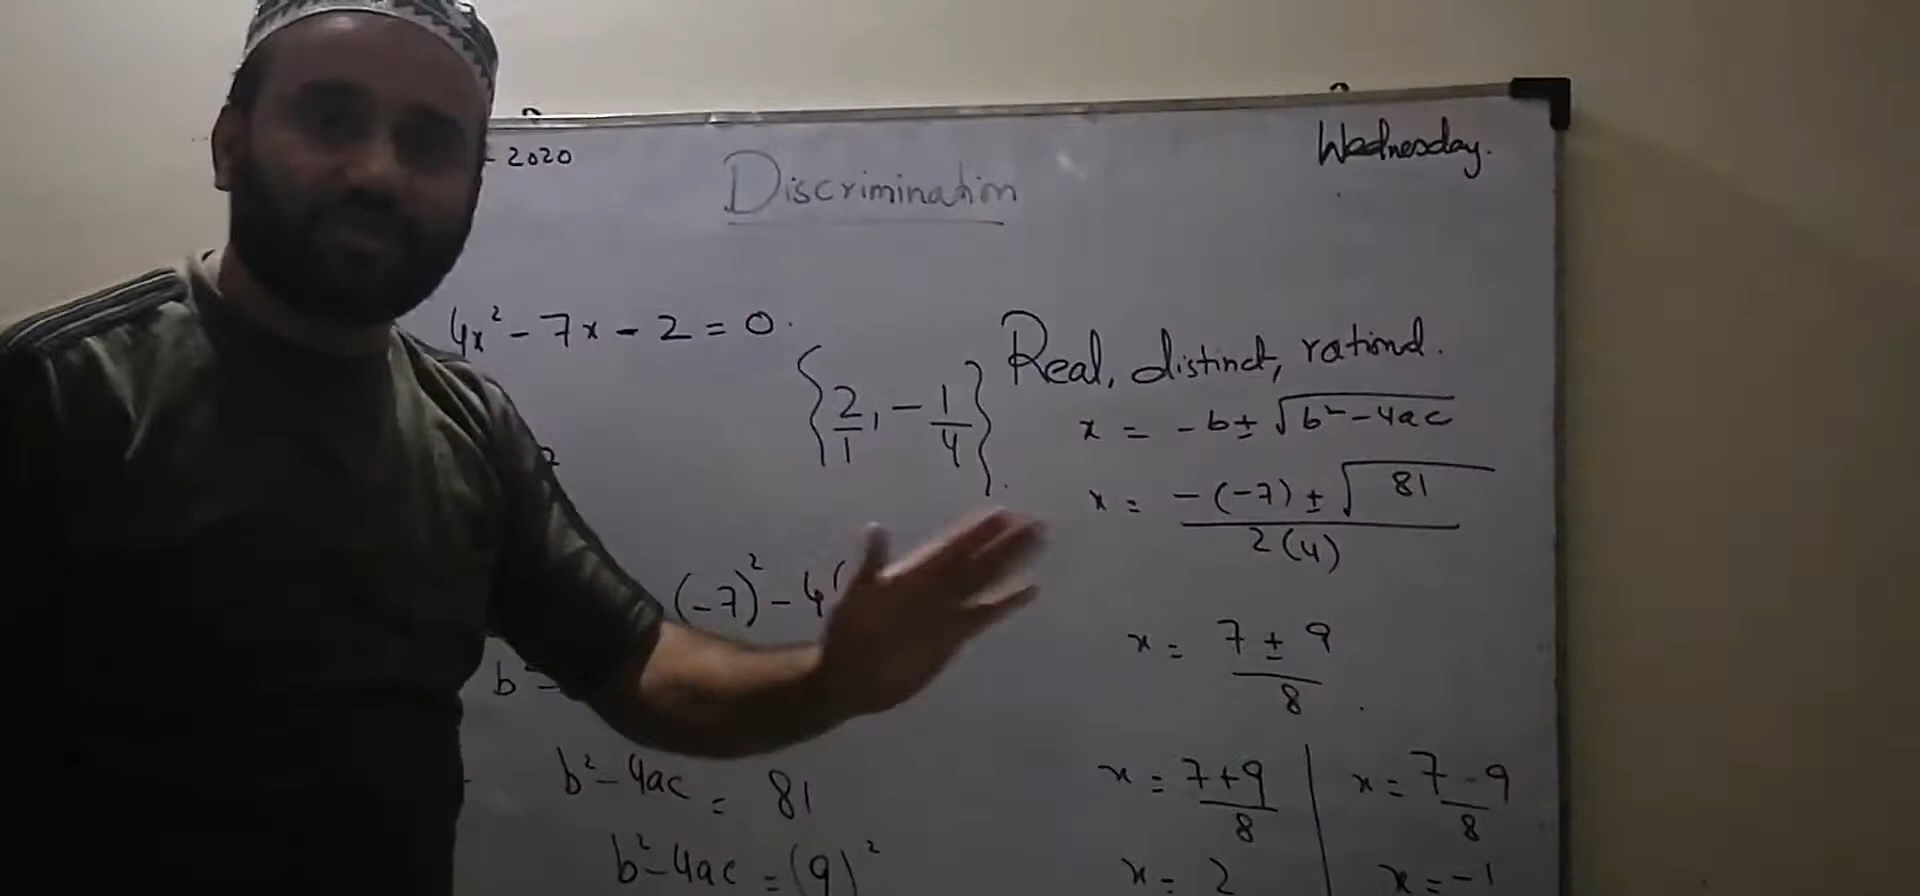 2020
Wednesday.
Discrimination
4x² - 7x - 2 = 0.
{2/1, -1/4}.
(-7)² - 4(
b²
b² - 4ac = 81
b² - 4ac = (9)²
Real, distinct, rational.
x = -b ± √b² - 4ac
x = -(-7) ± √81 / 2(4)
x = 7 ± 9 / 8
x = 7+9 / 8
x = 2
x = 7-9 / 8
x = -1